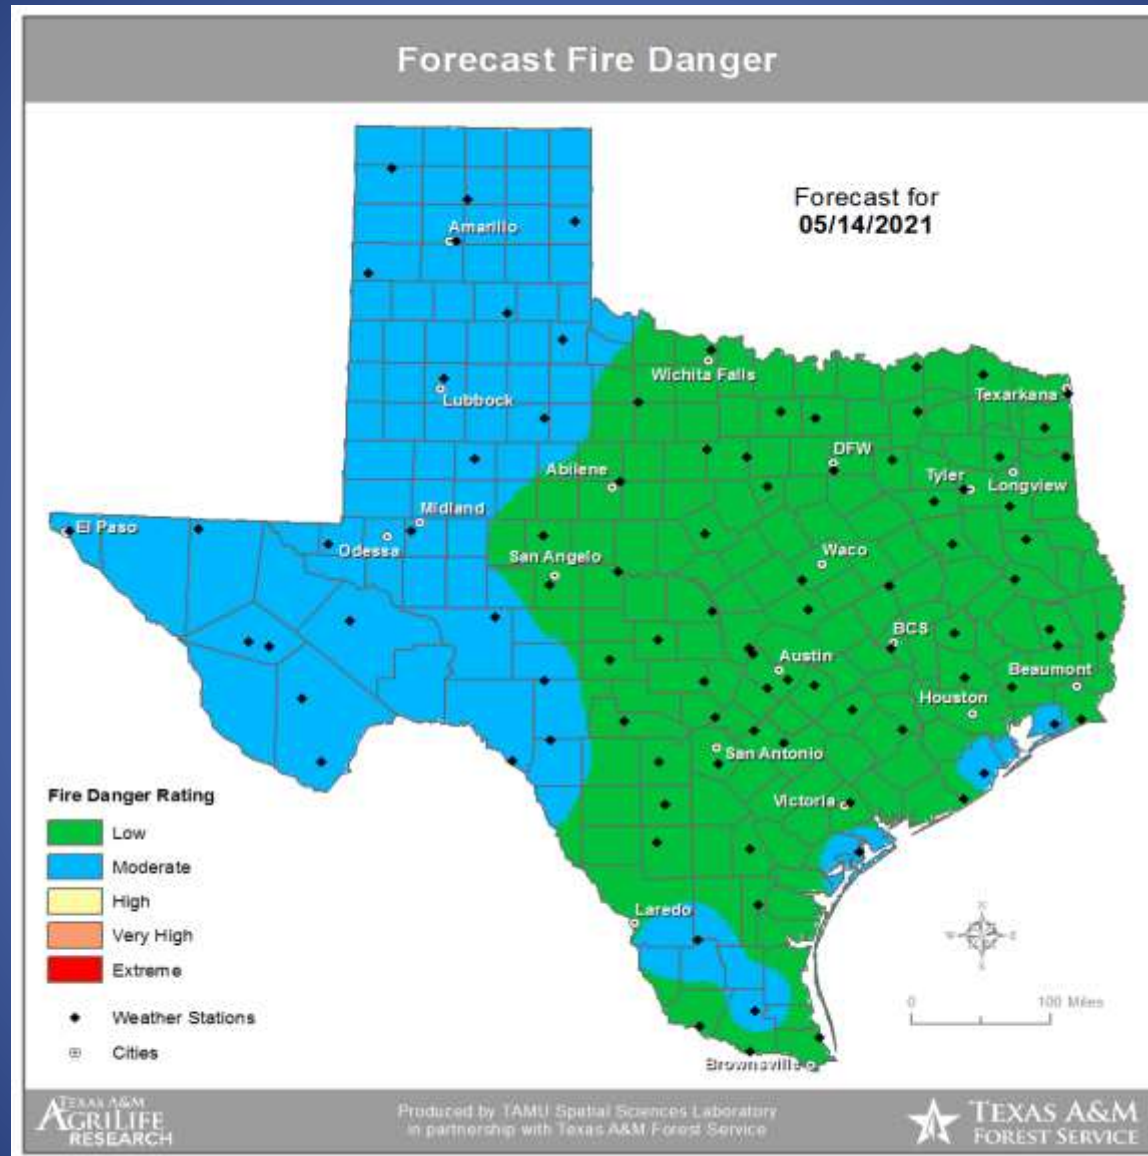 Forecast Fire Danger
Forecast for
05/14/2021
Amarillo
Wichita Falls
Texarkana
Lubbock
DFW
Abilene
Tyler
Longview
Midland
El Paso
Odessa
San Angelo
Waco
BCS
Austin
Beaumont
Houston
San Antonio
Fire Danger Rating
Victoria
Low
Moderate
High
Laredo
Very High
Extreme
N
W E
S
0 100 Miles
Weather Stations
Cities
Brownsville
TEXAS A&M
AGRILIFE
RESEARCH
Produced by TAMU Spatial Sciences Laboratory
in partnership with Texas A&M Forest Service
TEXAS A&M
FOREST SERVICE